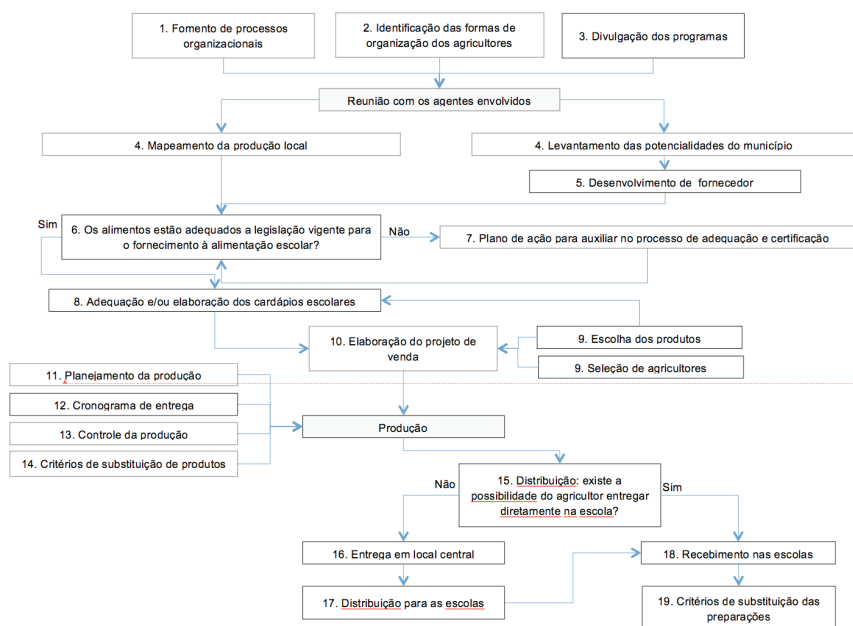 1. Fomento de processos
organizacionais
2. Identificação das formas de
organização dos agricultores
3. Divulgação dos programas
Reunião com os agentes envolvidos
4. Mapeamento da produção local
4. Levantamento das potencialidades do município
5. Desenvolvimento de fornecedor
Sim
6. Os alimentos estão adequados a legislação vigente para
o fornecimento à alimentação escolar?
Não
7. Plano de ação para auxiliar no processo de adequação e certificação
8. Adequação e/ou elaboração dos cardápios escolares
10. Elaboração do projeto de
venda
9. Escolha dos produtos
9. Seleção de agricultores
11. Planejamento da produção
12. Cronograma de entrega
13. Controle da produção
14. Critérios de substituição de produtos
Produção
Não
15. Distribuição: existe a
possibilidade do agricultor entregar
diretamente na escola?
Sim
16. Entrega em local central
18. Recebimento nas escolas
17. Distribuição para as escolas
19. Critérios de substituição das
preparações